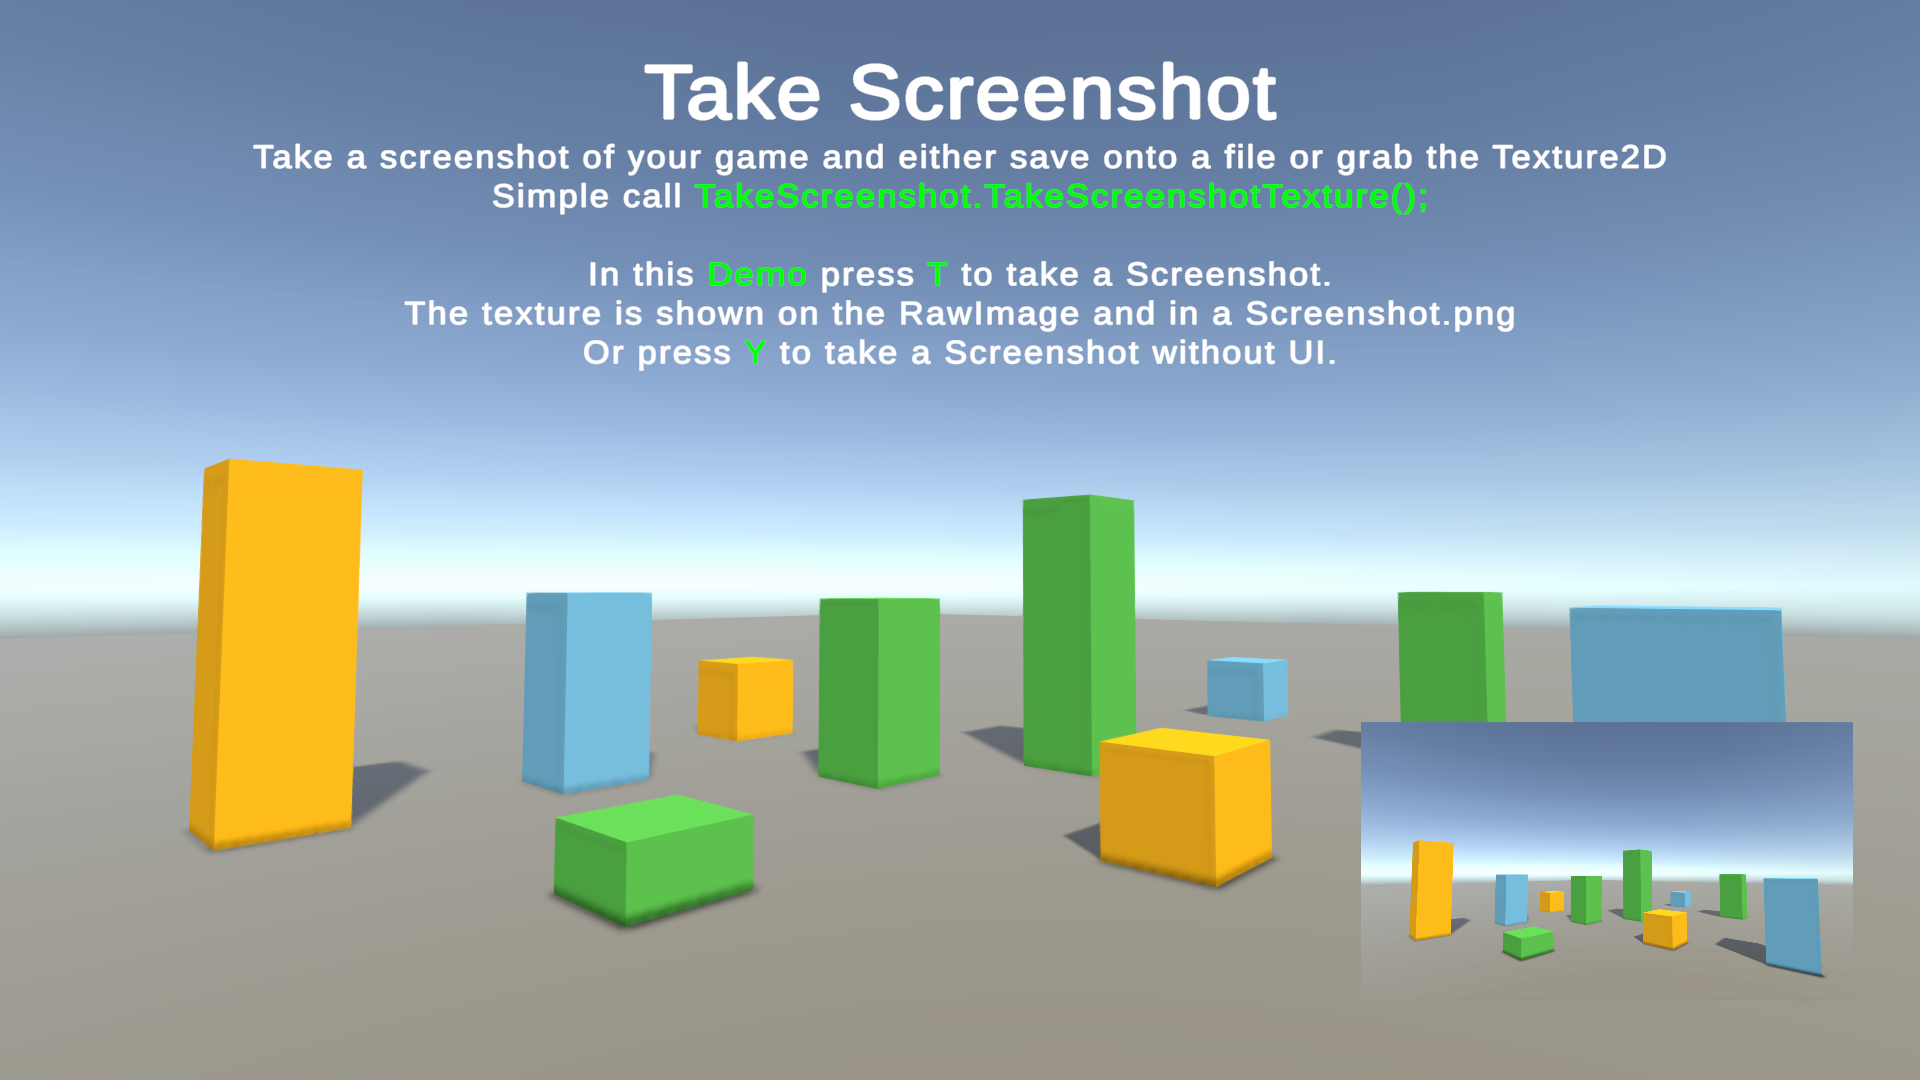 Take Screenshot
Take a screenshot of your game and either save onto a file or grab the Texture2D
Simple call TakeScreenshot.TakeScreenshotTexture();
In this Demo press T to take a Screenshot.
The texture is shown on the RawImage and in a Screenshot.png
Or press Y to take a Screenshot without UI.